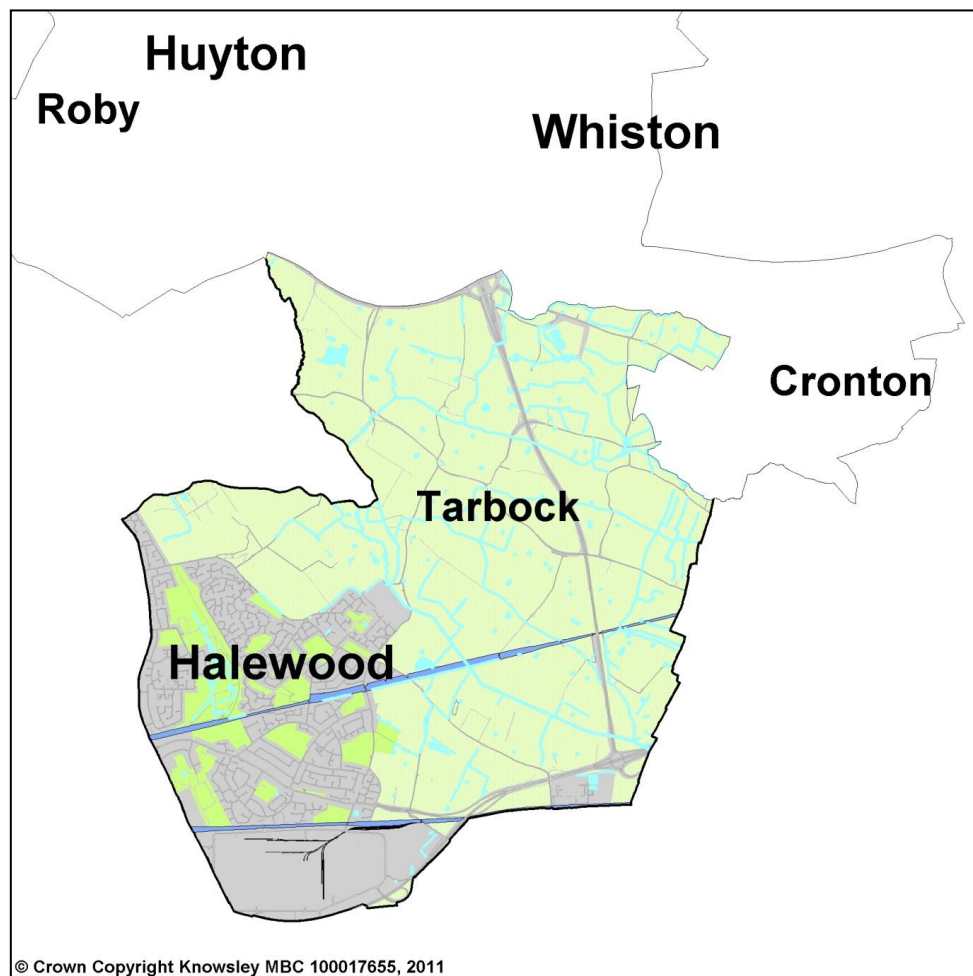 Huyton
Roby
Whiston
Cronton
Tarbock
Halewood
© Crown Copyright Knowsley MBC 100017655, 2011